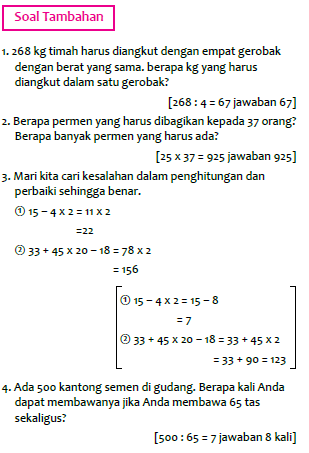 Soal Tambahan
1. 268 kg timah harus diangkut dengan empat gerobak
dengan berat yang sama. berapa kg yang harus
diangkut dalam satu gerobak?
[268 : 4 = 67 jawaban 67]
2. Berapa permen yang harus dibagikan kepada 37 orang?
Berapa banyak permen yang harus ada?
[25 x 37 = 925 jawaban 925]
3. Mari kita cari kesalahan dalam penghitungan dan
perbaiki sehingga benar.
① 15 – 4 x 2 = 11 x 2
=22
② 33 + 45 x 20 – 18 = 78 x 2
= 156
① 15 – 4 x 2 = 15 – 8
= 7
② 33 + 45 x 20 – 18 = 33 + 45 x 2
= 33 + 90 = 123
4. Ada 500 kantong semen di gudang. Berapa kali Anda
dapat membawanya jika Anda membawa 65 tas
sekaligus?
[500 : 65 = 7 jawaban 8 kali]